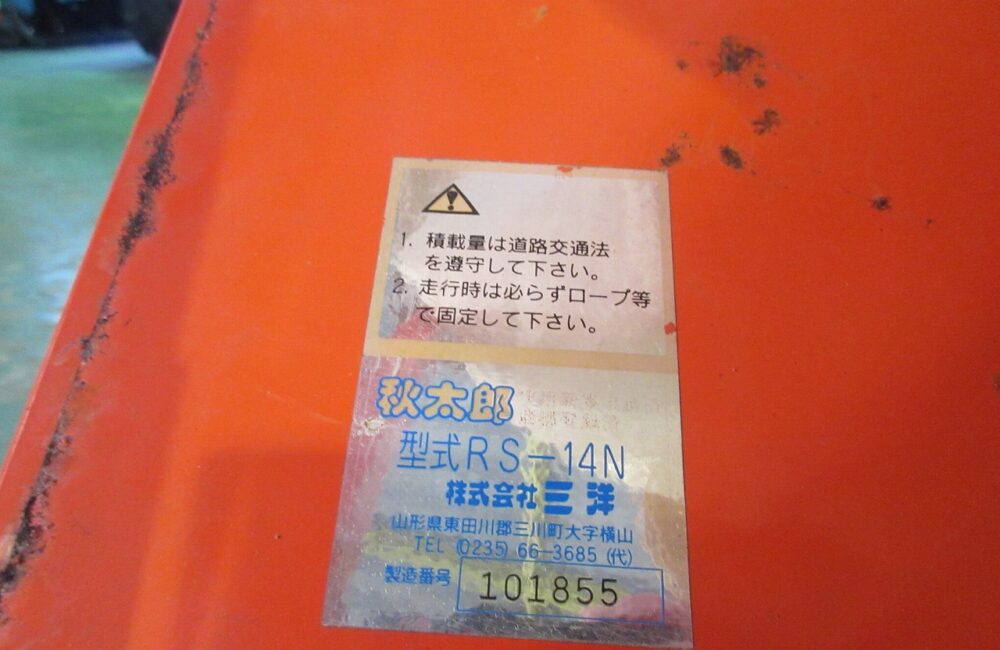 1. 積載量は道路交通法
を遵守して下さい。
2. 走行時は必らずロープ等
で固定して下さい。
秋太郎
型式RS-14N
株式会社三洋
山形県東田川郡三川町大字横山
TEL (0235) 66-3685 (代)
製造番号 101855